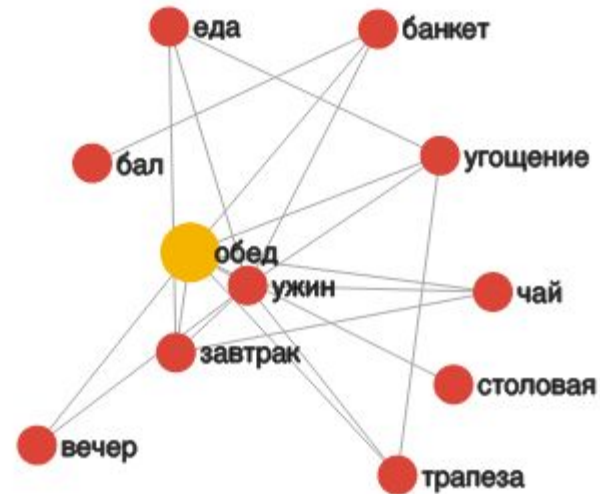 еда
банкет
бал
угощение
обед
ужин
чай
завтрак
столовая
вечер
трапеза